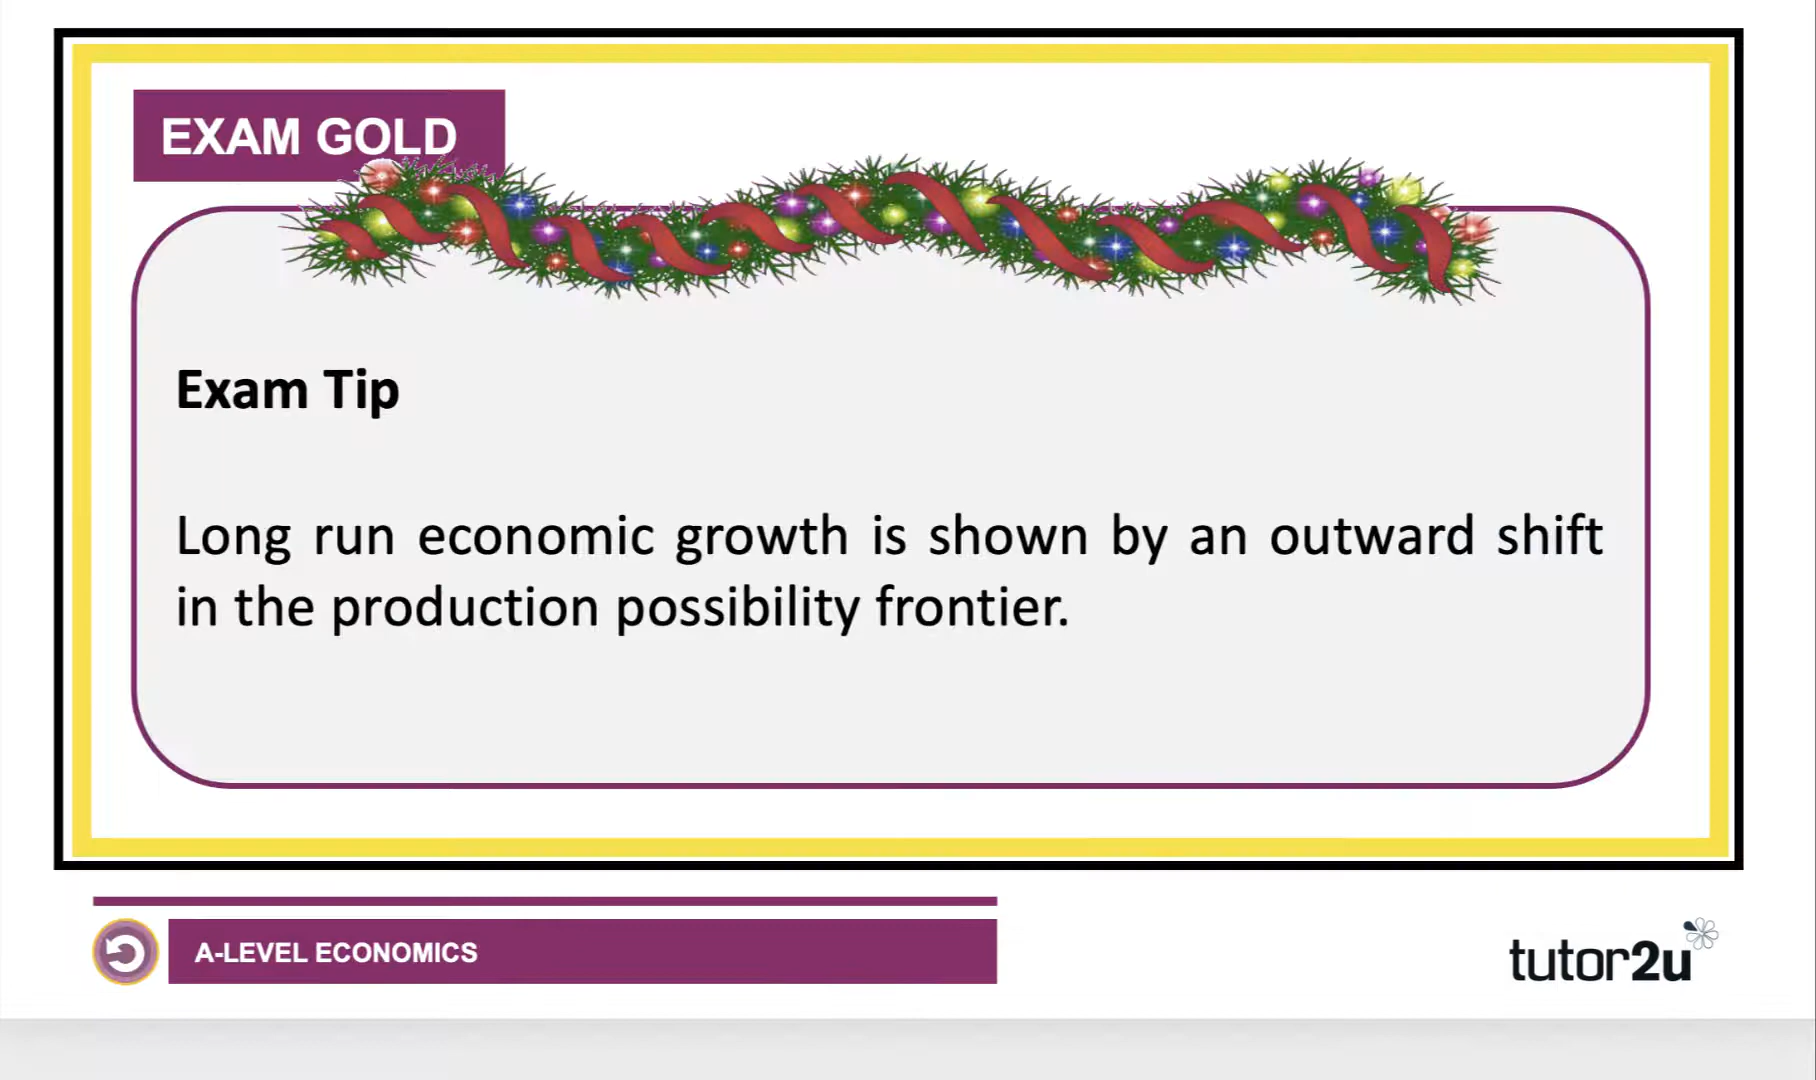 EXAM GOLD
Exam Tip
Long run economic growth is shown by an outward shift
in the production possibility frontier.
A-LEVEL ECONOMICS
tutor2u